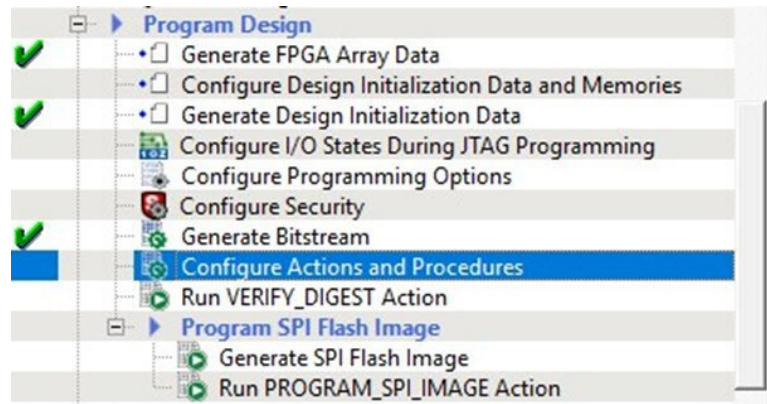 Program Design
Generate FPGA Array Data
Configure Design Initialization Data and Memories
Generate Design Initialization Data
Configure I/O States During JTAG Programming
Configure Programming Options
Configure Security
Generate Bitstream
Configure Actions and Procedures
Run VERIFY_DIGEST Action
Program SPI Flash Image
Generate SPI Flash Image
Run PROGRAM_SPI_IMAGE Action